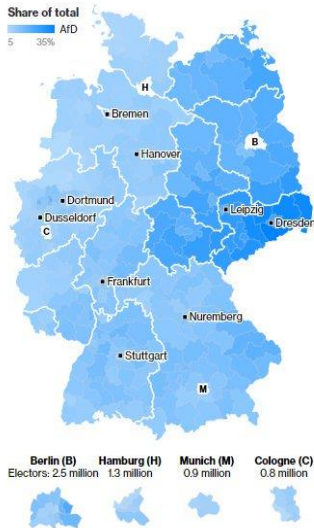 Share of total
AfD
5 35%
H
Bremen
B
Hanover
Dortmund
Leipzig
Dusseldorf
Dresden
C
Frankfurt
Nuremberg
Stuttgart
M
Berlin (B) Hamburg (H) Munich (M) Cologne (C)
Electors: 2.5 million 1.3 million 0.9 million 0.8 million